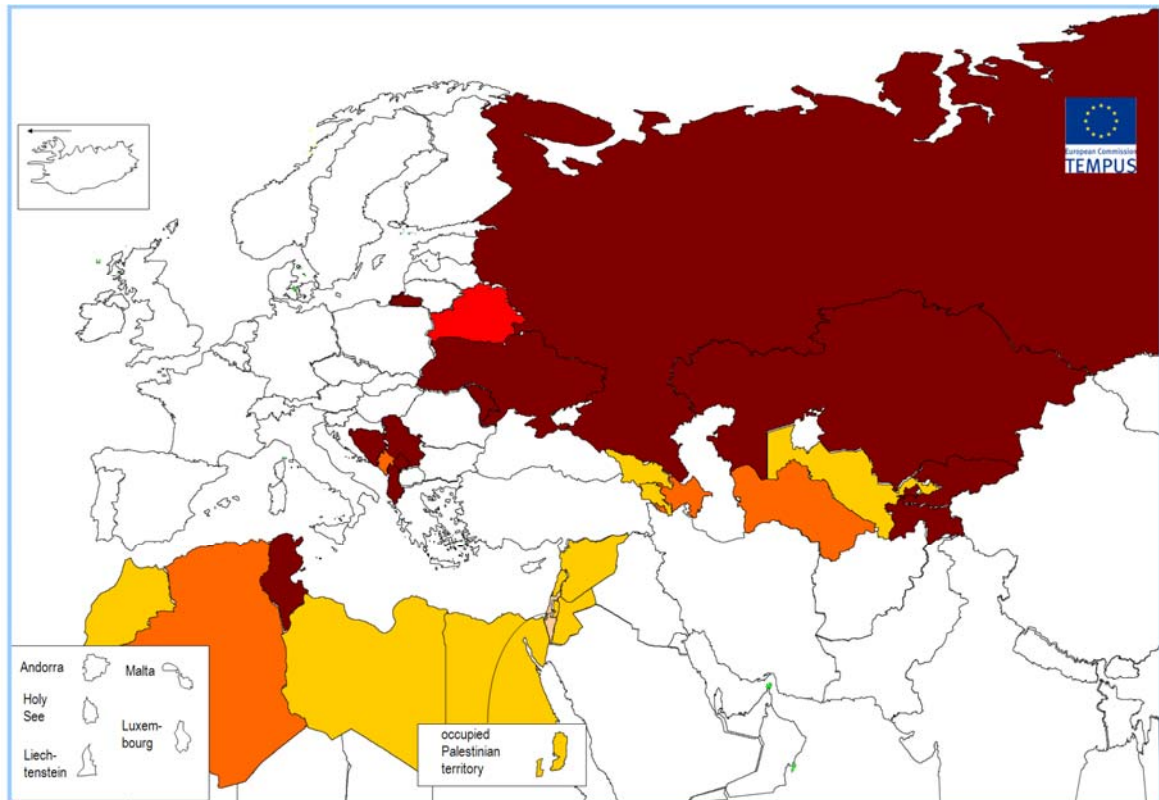 European Commission
TEMPUS
Andorra
Malta
Holy
See
Luxem-
bourg
Liech-
tenstein
occupied
Palestinian
territory